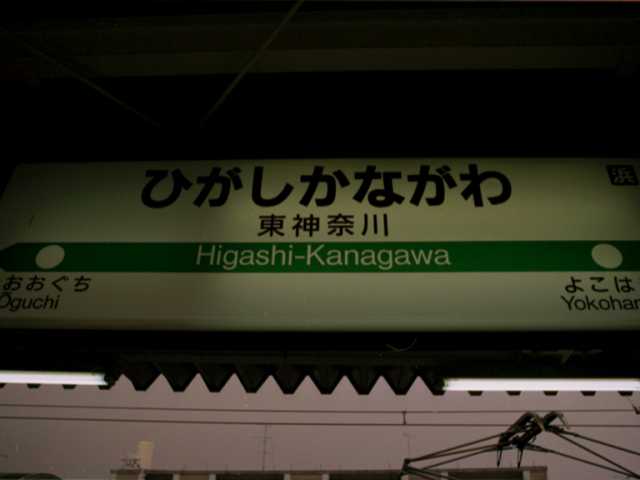 ひがしかながわ
浜
東神奈川
Higashi-Kanagawa
おおぐち
よこは
Ōguchi
Yokohar